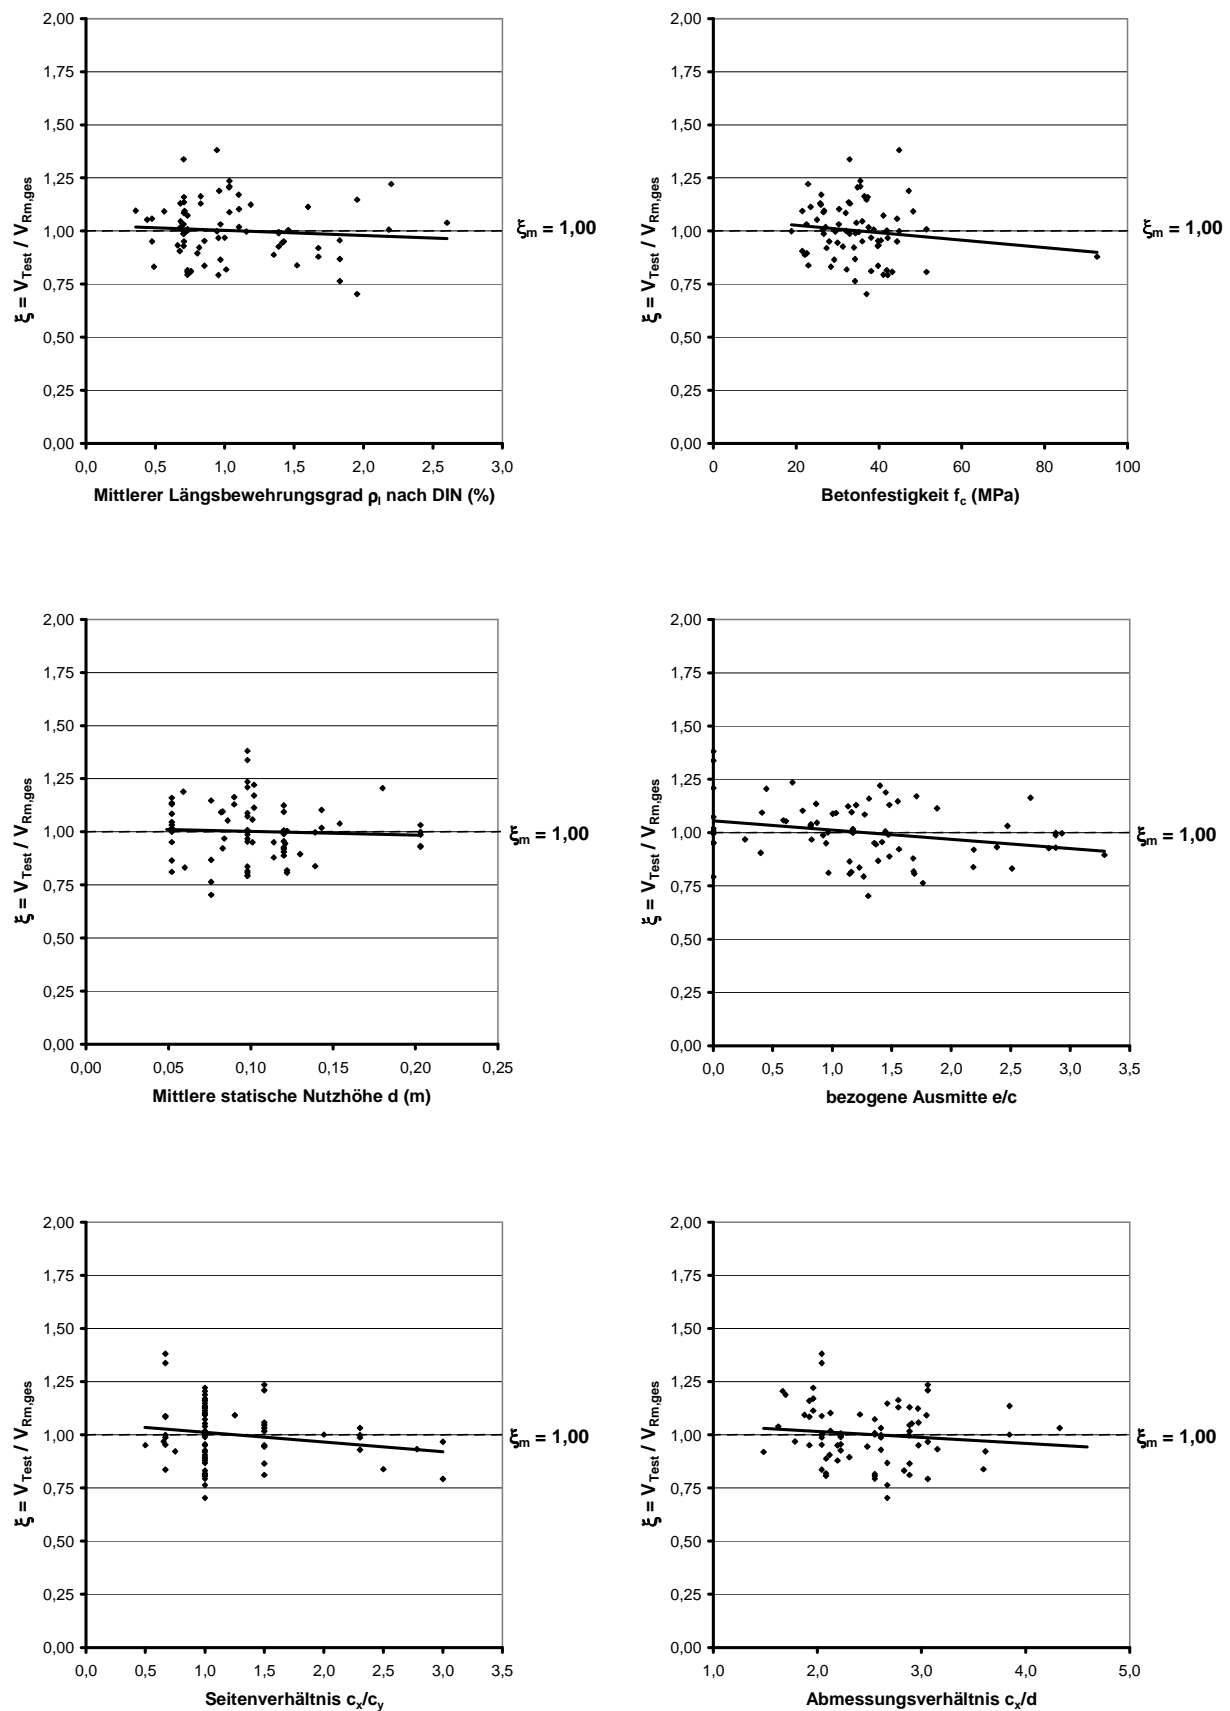 2,00
1,75
1,50
1,25
1,00
0,75
0,50
0,25
0,00
ξ = V_Test / V_Rm,ges
ξ_m = 1,00
0,0 0,5 1,0 1,5 2,0 2,5 3,0
Mittlerer Längsbewehrungsgrad ρ_l nach DIN (%)
2,00
1,75
1,50
1,25
1,00
0,75
0,50
0,25
0,00
ξ = V_Test / V_Rm,ges
ξ_m = 1,00
0 20 40 60 80 100
Betonfestigkeit f_c (MPa)
2,00
1,75
1,50
1,25
1,00
0,75
0,50
0,25
0,00
ξ = V_Test / V_Rm,ges
ξ_m = 1,00
0,00 0,05 0,10 0,15 0,20 0,25
Mittlere statische Nutzhöhe d (m)
2,00
1,75
1,50
1,25
1,00
0,75
0,50
0,25
0,00
ξ = V_Test / V_Rm,ges
ξ_m = 1,00
0,0 0,5 1,0 1,5 2,0 2,5 3,0 3,5
bezogene Ausmitte e/c
2,00
1,75
1,50
1,25
1,00
0,75
0,50
0,25
0,00
ξ = V_Test / V_Rm,ges
ξ_m = 1,00
0,0 0,5 1,0 1,5 2,0 2,5 3,0 3,5
Seitenverhältnis c_x/c_y
2,00
1,75
1,50
1,25
1,00
0,75
0,50
0,25
0,00
ξ = V_Test / V_Rm,ges
ξ_m = 1,00
1,0 2,0 3,0 4,0 5,0
Abmessungsverhältnis c_x/d